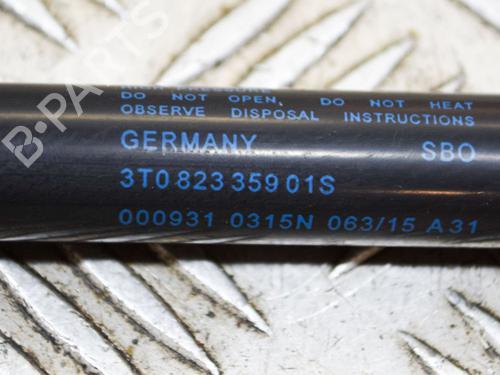 DO NOT OPEN, DO NOT HEAT
OBSERVE DISPOSAL INSTRUCTIONS
GERMANY SBO
3T0 823 359 01S
000931 0315N 063/15 A31
B-PARTS